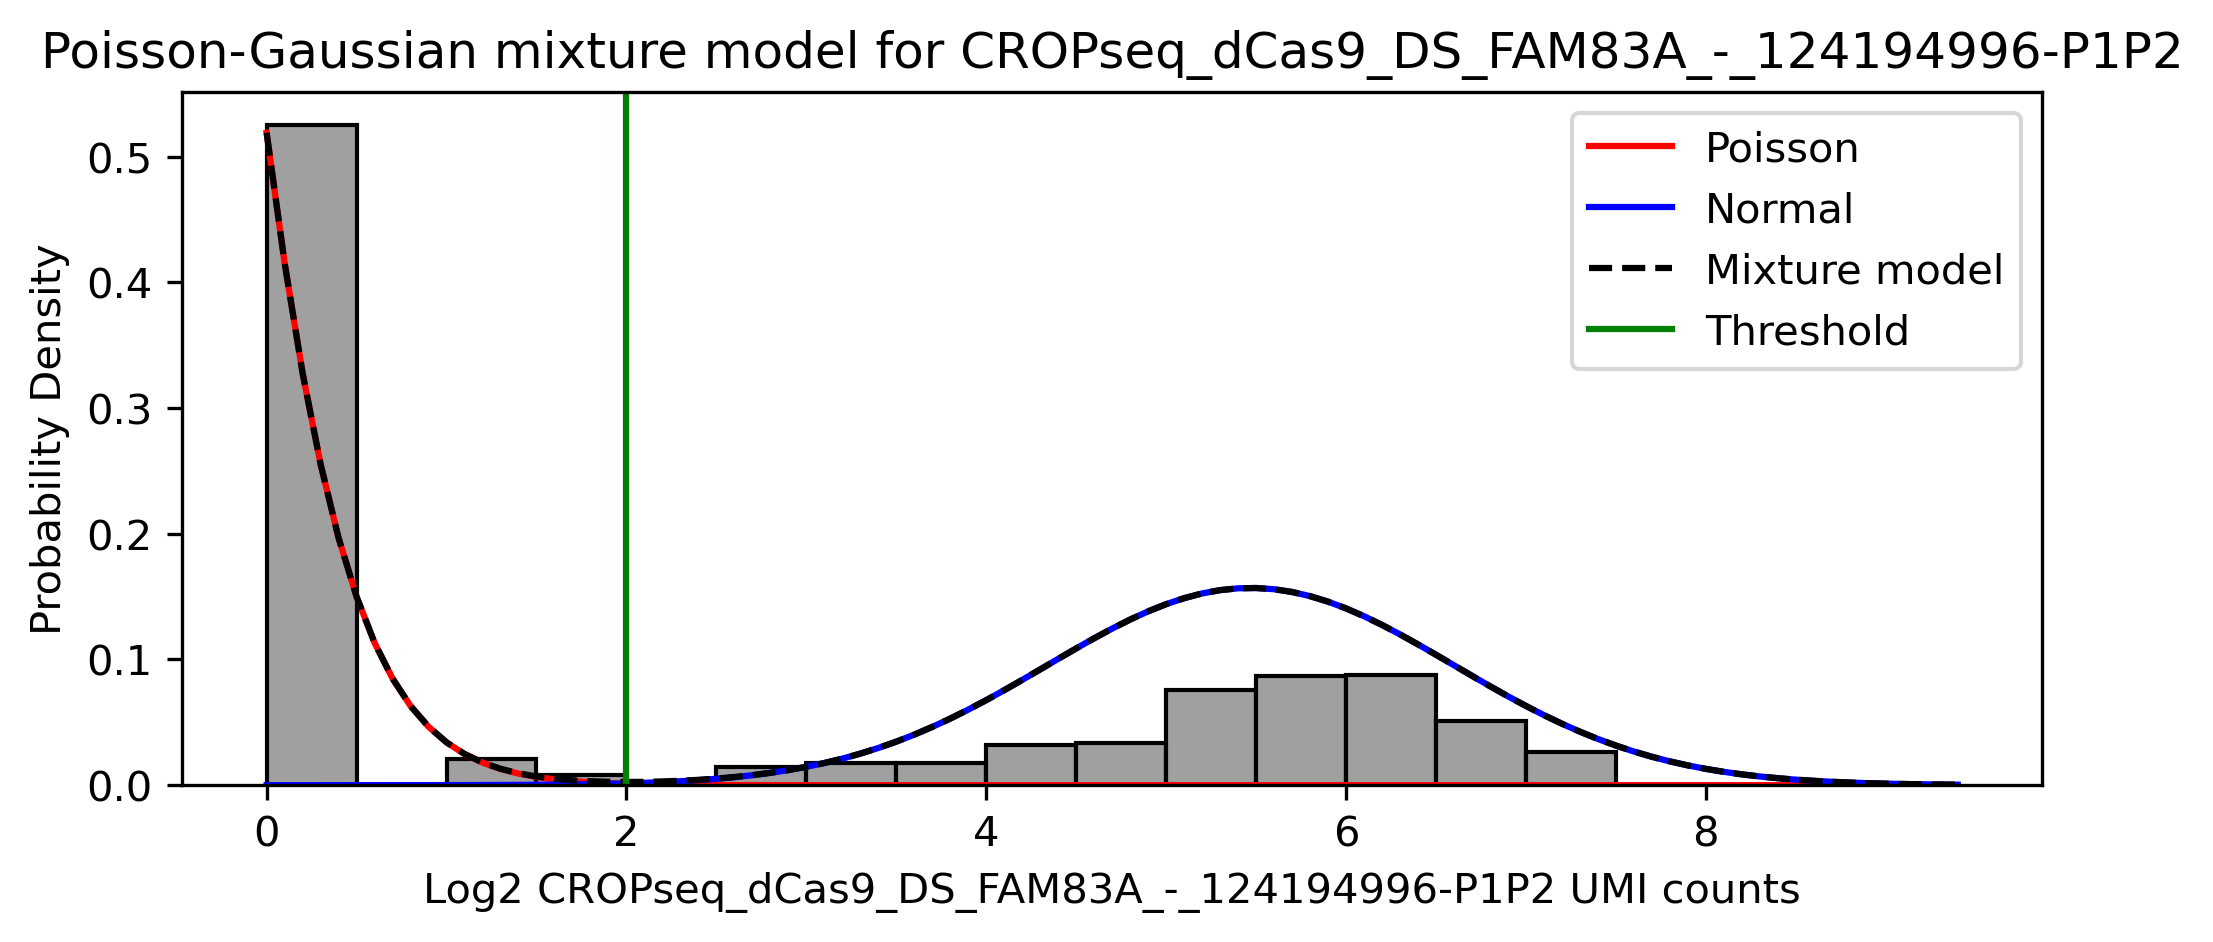 Poisson-Gaussian mixture model for CROPseq_dCas9_DS_FAM83A_-_124194996-P1P2
Probability Density
0.5
0.4
0.3
0.2
0.1
0.0
Poisson
Normal
Mixture model
Threshold
0 2 4 6 8
Log2 CROPseq_dCas9_DS_FAM83A_-_124194996-P1P2 UMI counts